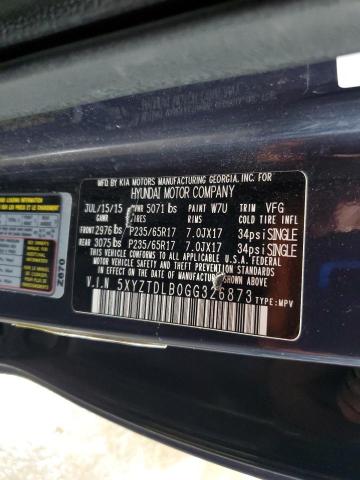 MFD BY KIA MOTORS MANUFACTURING GEORGIA, INC. FOR
HYUNDAI MOTOR COMPANY
JUL/15/15 GVWR 5071 lbs PAINT W7U TRIM VFG
GAWR TIRES RIMS COLD TIRE INFL
FRONT 2976 lbs P235/65R17 7.0JX17 34psi SINGLE
REAR 3075 lbs P235/65R17 7.0JX17 34psi SINGLE
THIS VEHICLE CONFORMS TO ALL APPLICABLE
U.S.A. FEDERAL MOTOR VEHICLE SAFETY
STANDARDS IN EFFECT ON THE
DATE OF MANUFACTURE SHOWN ABOVE
V.I.N 5XYZTDLB0GG326873 TYPE:MPV
Z670